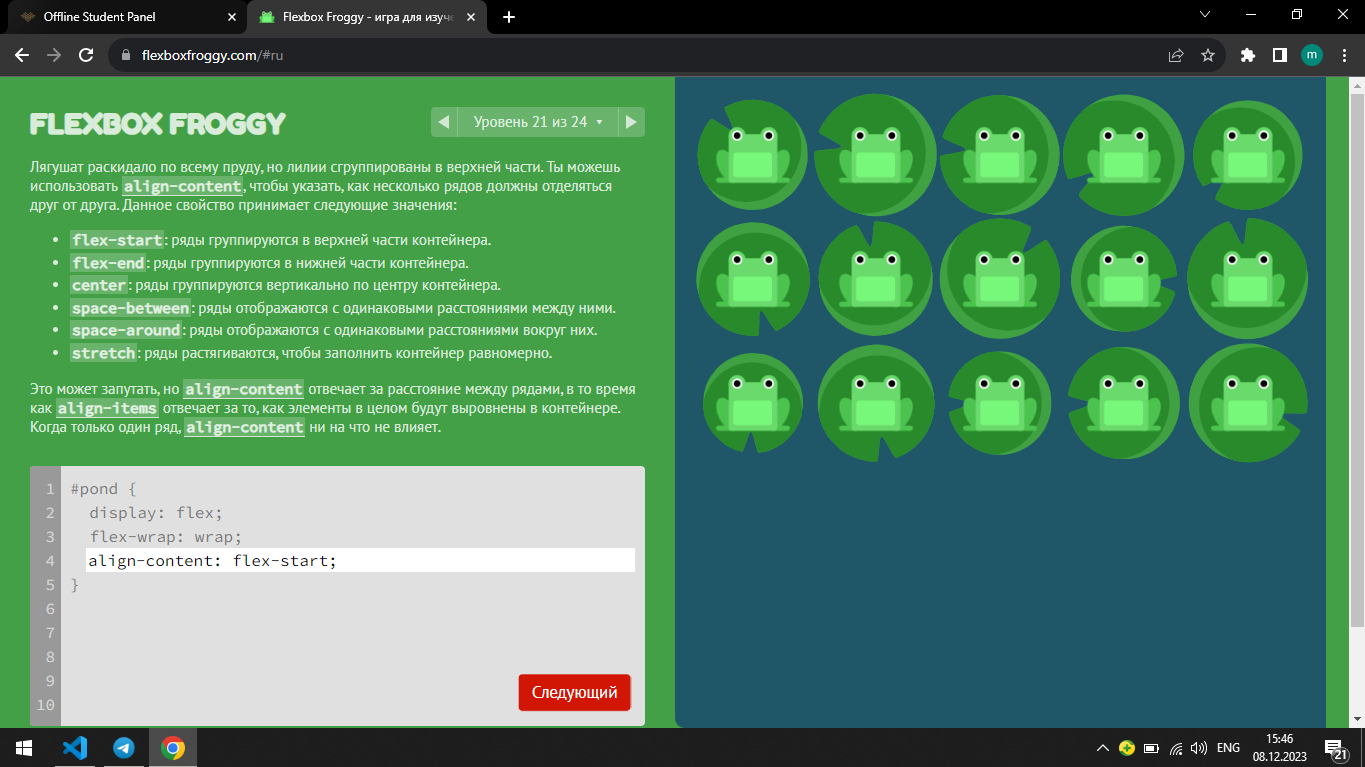 Offline Student Panel
Flexbox Froggy - игра для изуче
flexboxfroggy.com/#ru
m
FLEXBOX FROGGY
Уровень 21 из 24
Лягушат раскидало по всему пруду, но лилии сгруппированы в верхней части. Ты можешь
использовать align-content, чтобы указать, как несколько рядов должны отделяться
друг от друга. Данное свойство принимает следующие значения:
flex-start: ряды группируются в верхней части контейнера.
flex-end: ряды группируются в нижней части контейнера.
center: ряды группируются вертикально по центру контейнера.
space-between: ряды отображаются с одинаковыми расстояниями между ними.
space-around: ряды отображаются с одинаковыми расстояниями вокруг них.
stretch: ряды растягиваются, чтобы заполнить контейнер равномерно.
Это может запутать, но align-content отвечает за расстояние между рядами, в то время
как align-items отвечает за то, как элементы в целом будут выровнены в контейнере.
Когда только один ряд, align-content ни на что не влияет.
1 #pond {
2 display: flex;
3 flex-wrap: wrap;
4 align-content: flex-start;
5 }
6
7
8
9
10
Следующий
ENG
15:46
08.12.2023
21